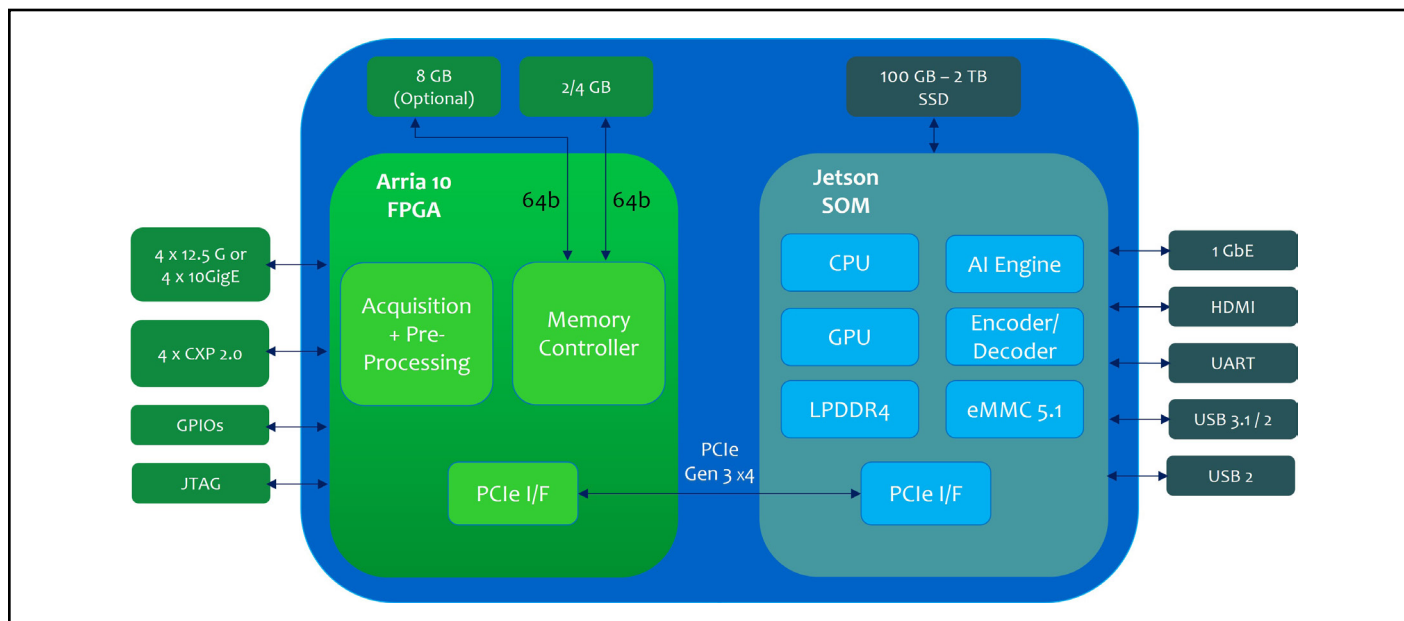 8 GB
(Optional)
2/4 GB
100 GB – 2 TB
SSD
Arria 10
FPGA
64b
64b
Jetson
SOM
4 x 12.5 G or
4 x 10GigE
4 x CXP 2.0
GPIOs
JTAG
Acquisition
+ Pre-
Processing
Memory
Controller
PCIe I/F
PCIe
Gen 3 x4
CPU
AI Engine
GPU
Encoder/
Decoder
LPDDR4
eMMC 5.1
PCIe I/F
1 GbE
HDMI
UART
USB 3.1 / 2
USB 2